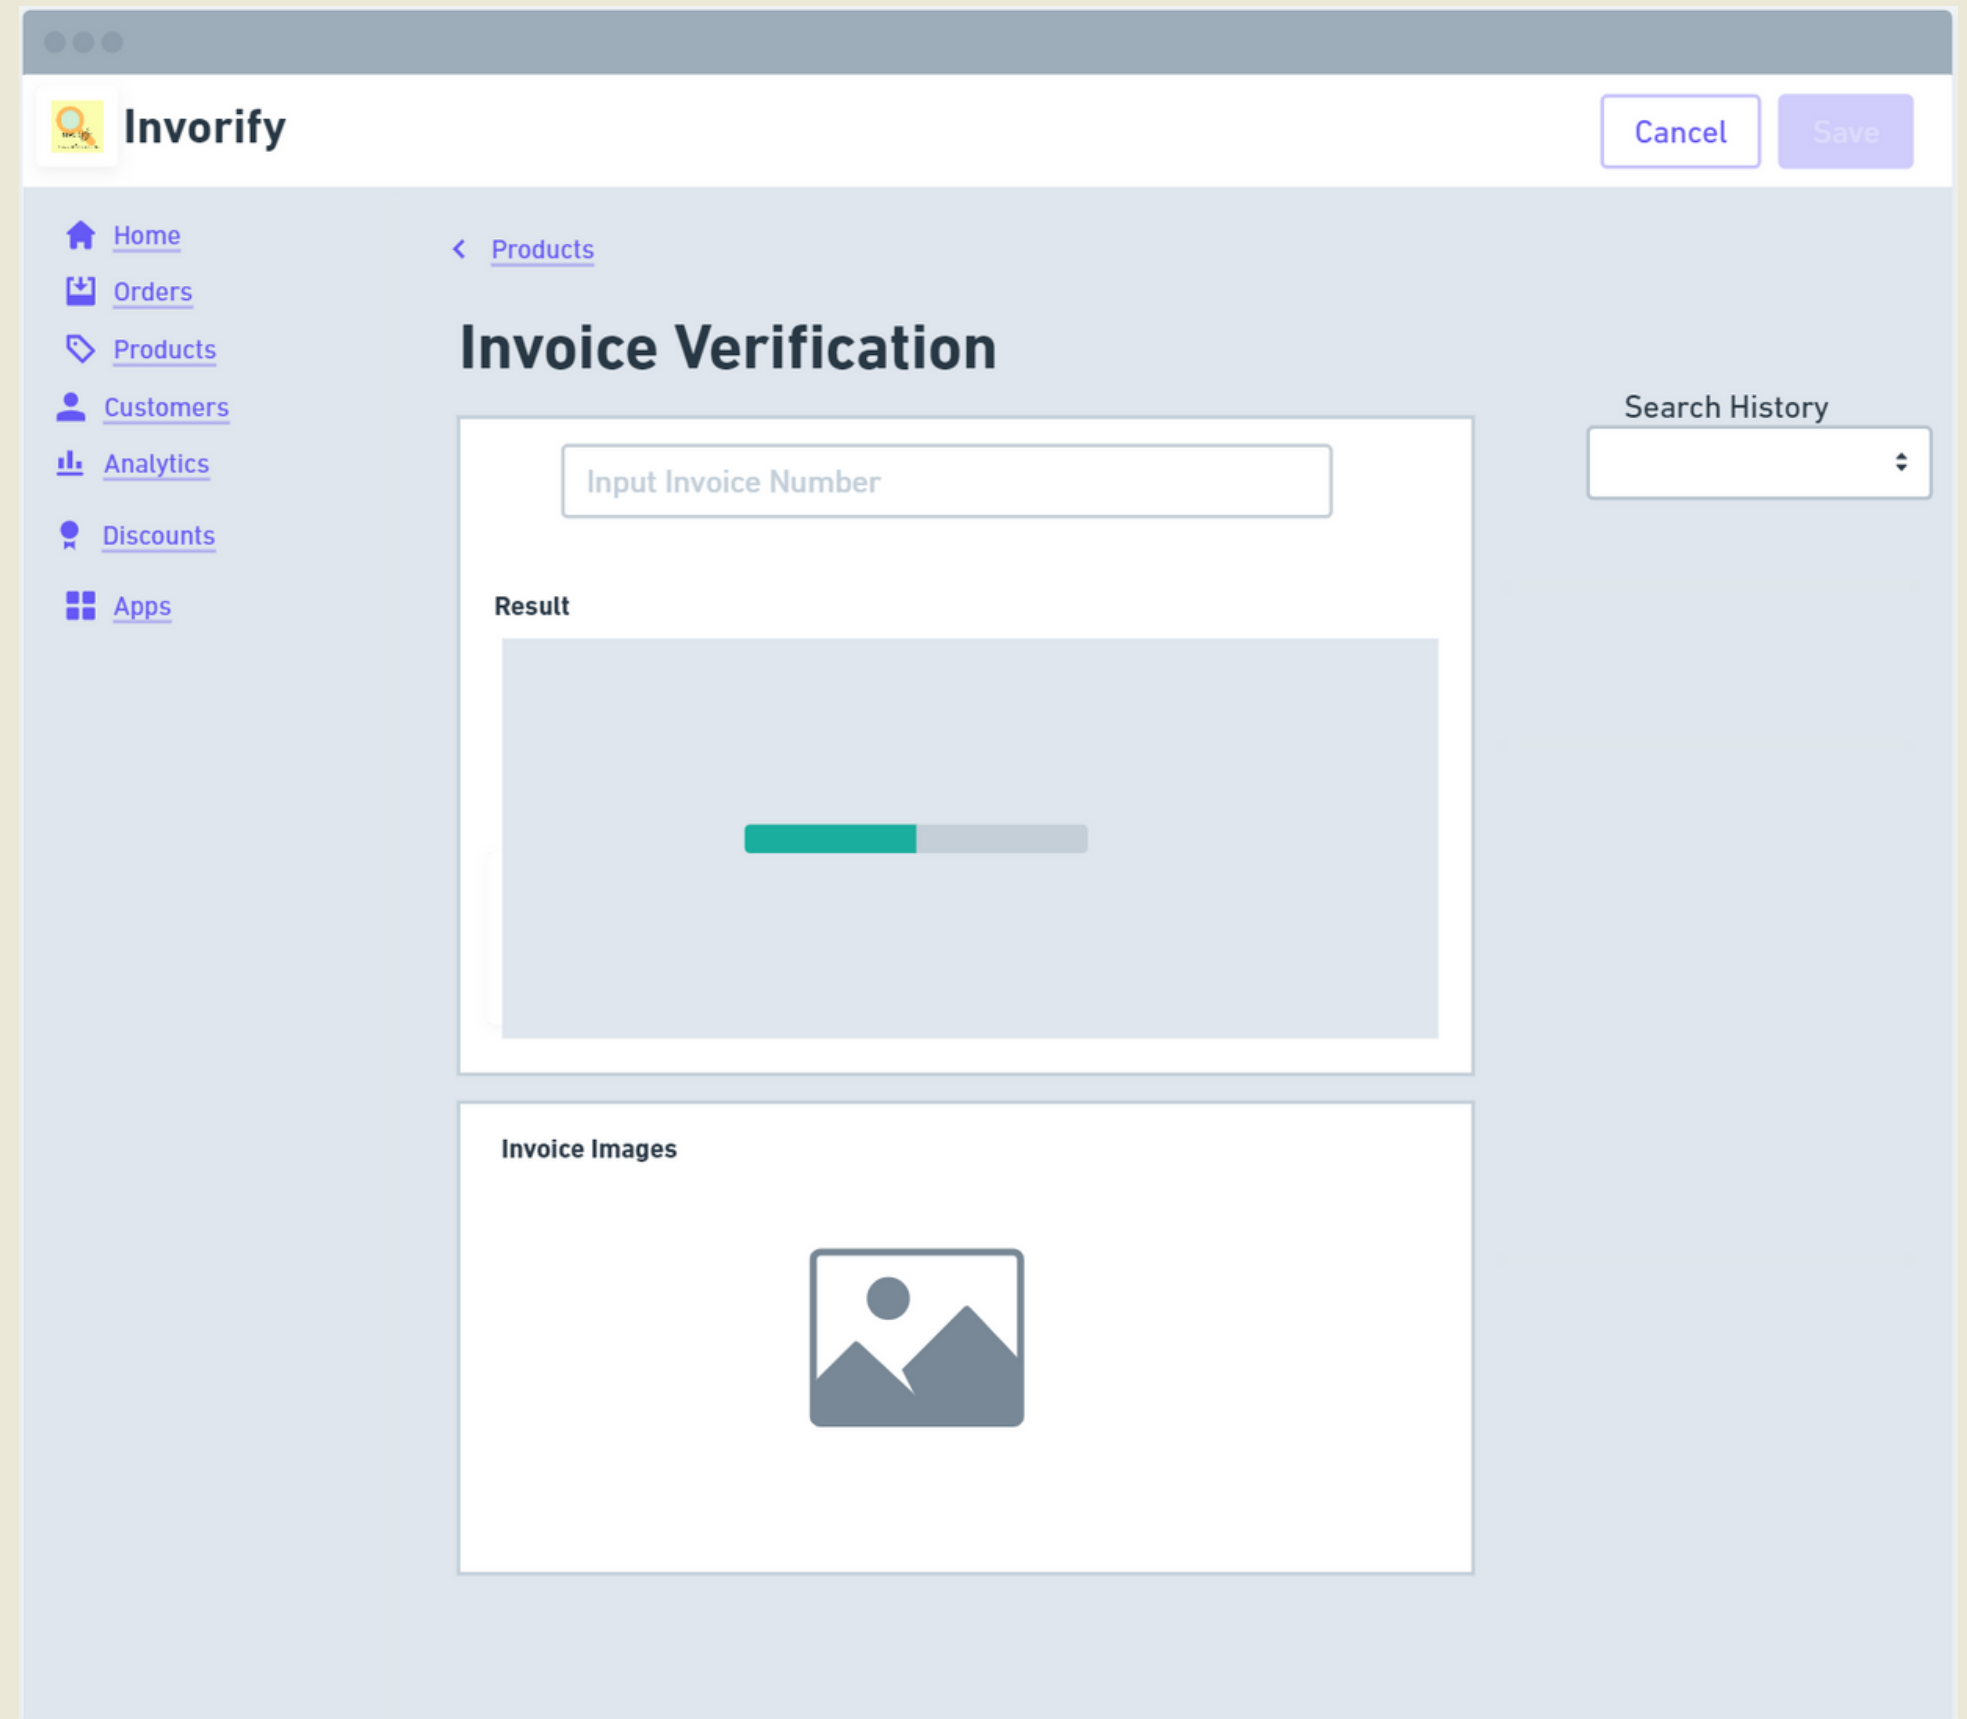 Invorify
Cancel
Save
Home
Orders
Products
Customers
Analytics
Discounts
Apps
Products
Invoice Verification
Search History
Input Invoice Number
Result
Invoice Images